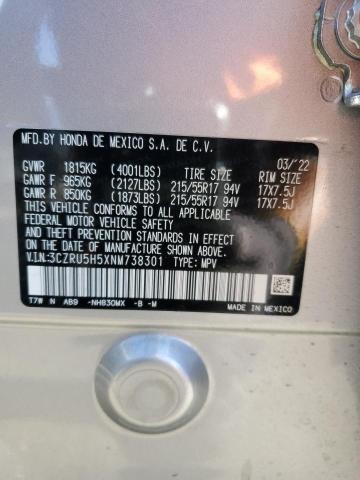 MFD.BY HONDA DE MEXICO S.A. DE C.V.
03/'22
GVWR 1815KG (4001LBS) TIRE SIZE RIM SIZE
GAWR F 965KG (2127LBS) 215/55R17 94V 17X7.5J
GAWR R 850KG (1873LBS) 215/55R17 94V 17X7.5J
THIS VEHICLE CONFORMS TO ALL APPLICABLE
FEDERAL MOTOR VEHICLE SAFETY, BUMPER,
AND THEFT PREVENTION STANDARDS IN EFFECT
ON THE DATE OF MANUFACTURE SHOWN ABOVE.
V.I.N:3CZRU5H5XNM738301 TYPE: MPV
T7W N AB9 -NH830MX -B -M
MADE IN MEXICO